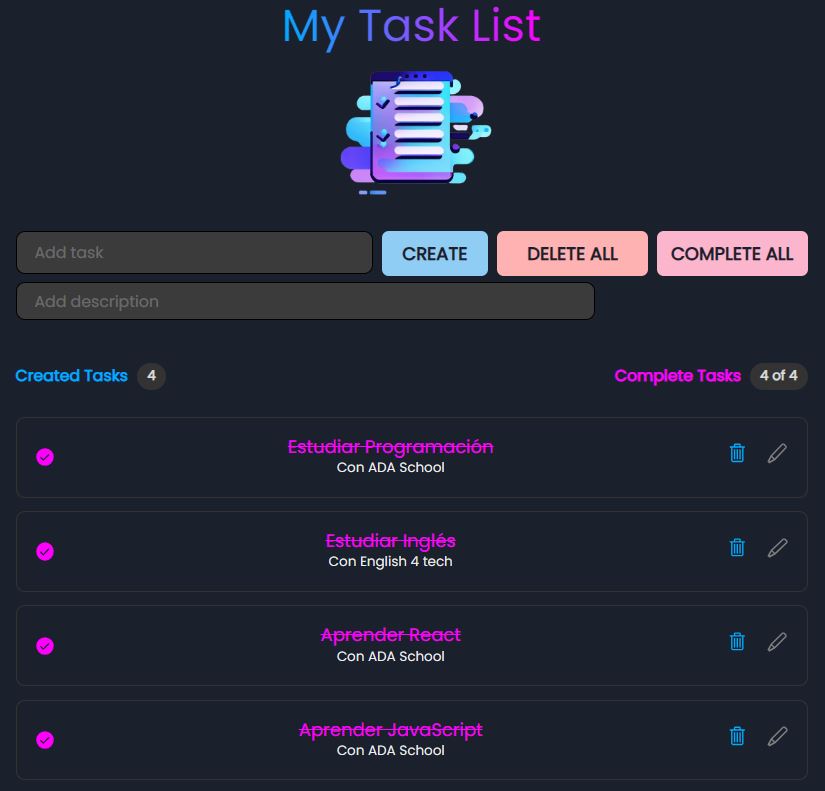 My Task List
Add task
CREATE
DELETE ALL
COMPLETE ALL
Add description
Created Tasks 4
Complete Tasks 4 of 4
Estudiar Programación
Con ADA School
Estudiar Inglés
Con English 4 tech
Aprender React
Con ADA School
Aprender JavaScript
Con ADA School